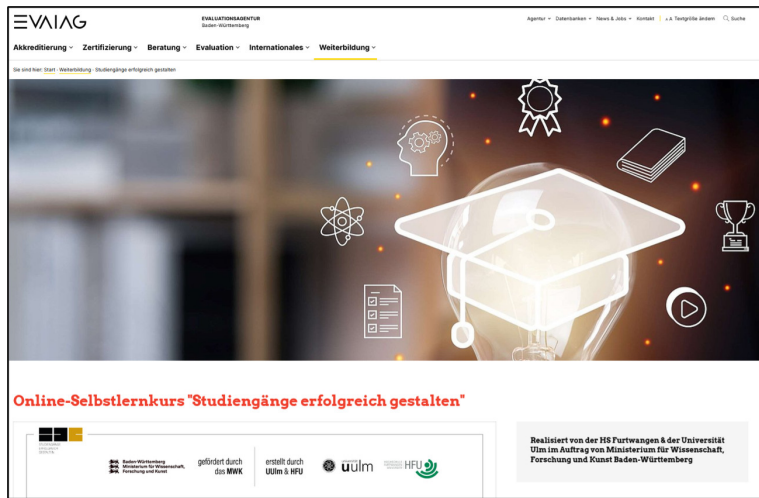 EVALAG
EVALUATIONSAGENTUR
Baden-Württemberg
Agentur Datenbanken News & Jobs Kontakt A A Textgröße ändern Suche
Akkreditierung Zertifizierung Beratung Evaluation Internationales Weiterbildung
Sie sind hier: Start › Weiterbildung › Studiengänge erfolgreich gestalten
Online-Selbstlernkurs "Studiengänge erfolgreich gestalten"
Baden-Württemberg
Ministerium für Wissenschaft,
Forschung und Kunst
gefördert durch
das MWK
erstellt durch
UUlm & HFU
uulm
HFU
Realisiert von der HS Furtwangen & der Universität
Ulm im Auftrag von Ministerium für Wissenschaft,
Forschung und Kunst Baden-Württemberg